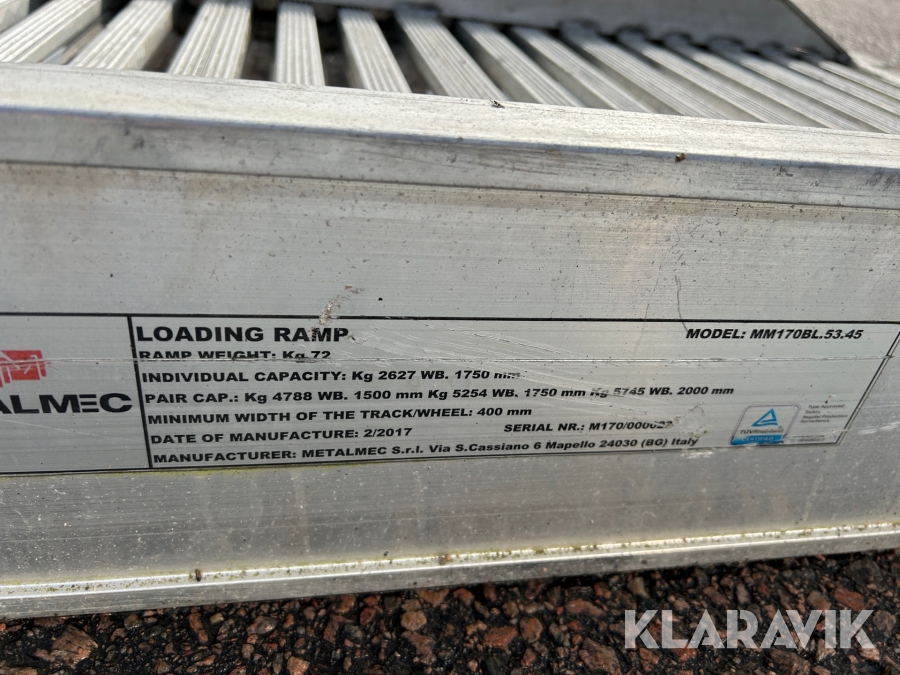 LOADING RAMP
MODEL: MM170BL.53.45
RAMP WEIGHT: Kg 72
INDIVIDUAL CAPACITY: Kg 2627 WB. 1750 mm
PAIR CAP.: Kg 4788 WB. 1500 mm Kg 5254 WB. 1750 mm Kg 5745 WB. 2000 mm
MINIMUM WIDTH OF THE TRACK/WHEEL: 400 mm
DATE OF MANUFACTURE: 2/2017
SERIAL NR.:
MANUFACTURER: METALMEC S.r.l. Via S.Cassiano 6 Mapello 24030 (BG) Italy
ALMEC
TÜVRheinland
Type Approved
KLARAVIK